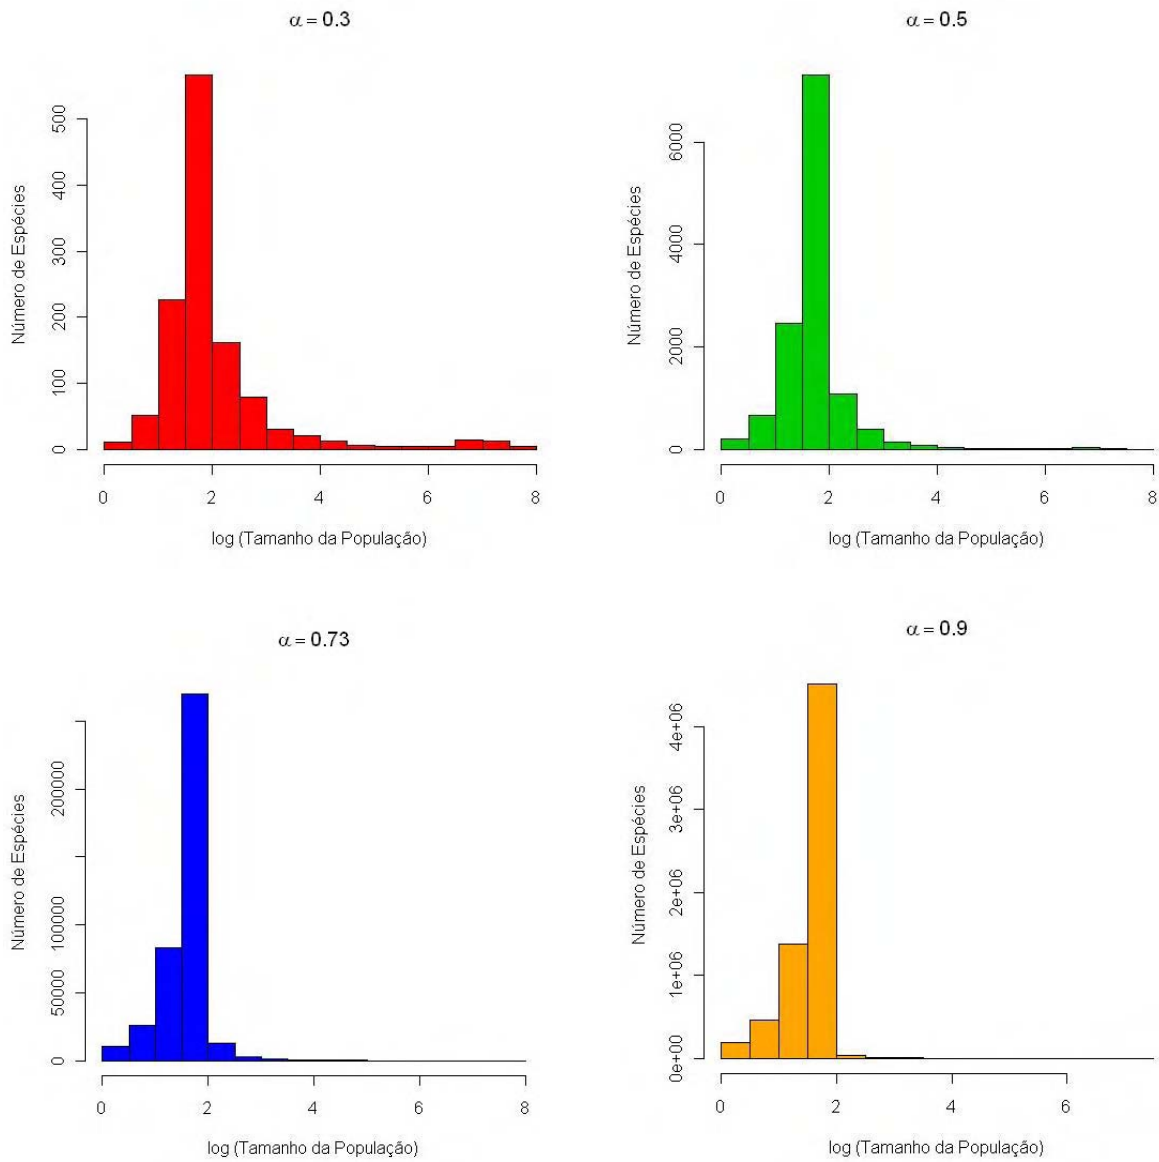 α = 0.3
500
400
300
200
100
0
Número de Espécies
0 2 4 6 8
log (Tamanho da População)
α = 0.5
6000
4000
2000
0
Número de Espécies
0 2 4 6 8
log (Tamanho da População)
α = 0.73
200000
100000
50000
0
Número de Espécies
0 2 4 6 8
log (Tamanho da População)
α = 0.9
4e+06
3e+06
2e+06
1e+06
0e+00
Número de Espécies
0 2 4 6
log (Tamanho da População)